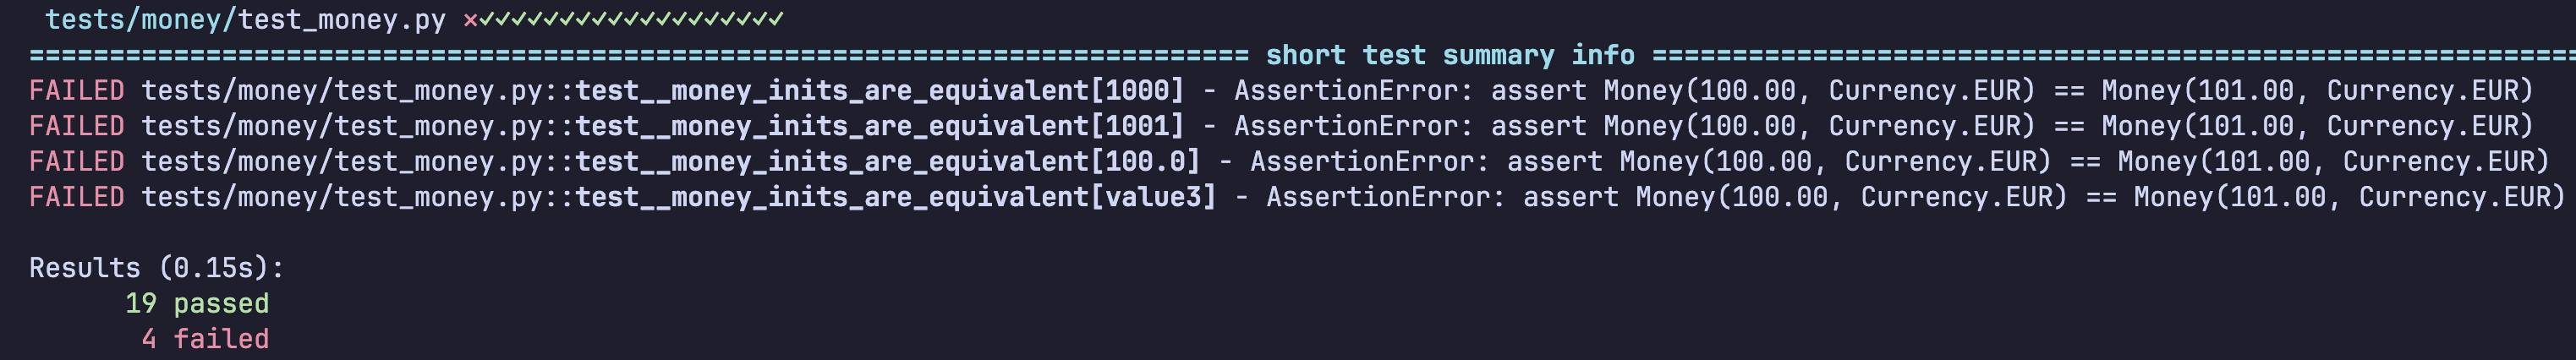 tests/money/test_money.py ×✓✓✓✓✓✓✓✓✓✓✓✓✓✓✓✓✓✓✓
============================================================================ short test summary info ==========================================================
FAILED tests/money/test_money.py::test__money_inits_are_equivalent[1000] - AssertionError: assert Money(100.00, Currency.EUR) == Money(101.00, Currency.EUR)
FAILED tests/money/test_money.py::test__money_inits_are_equivalent[1001] - AssertionError: assert Money(100.00, Currency.EUR) == Money(101.00, Currency.EUR)
FAILED tests/money/test_money.py::test__money_inits_are_equivalent[100.0] - AssertionError: assert Money(100.00, Currency.EUR) == Money(101.00, Currency.EUR)
FAILED tests/money/test_money.py::test__money_inits_are_equivalent[value3] - AssertionError: assert Money(100.00, Currency.EUR) == Money(101.00, Currency.EUR)
Results (0.15s):
19 passed
4 failed